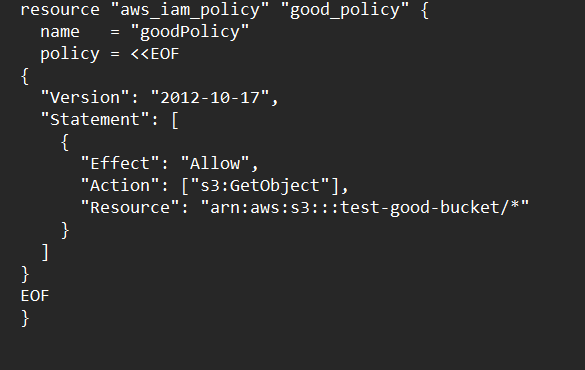 resource "aws_iam_policy" "good_policy" {
  name   = "goodPolicy"
  policy = <<EOF
{
  "Version": "2012-10-17",
  "Statement": [
    {
      "Effect": "Allow",
      "Action": ["s3:GetObject"],
      "Resource": "arn:aws:s3:::test-good-bucket/*"
    }
  ]
}
EOF
}